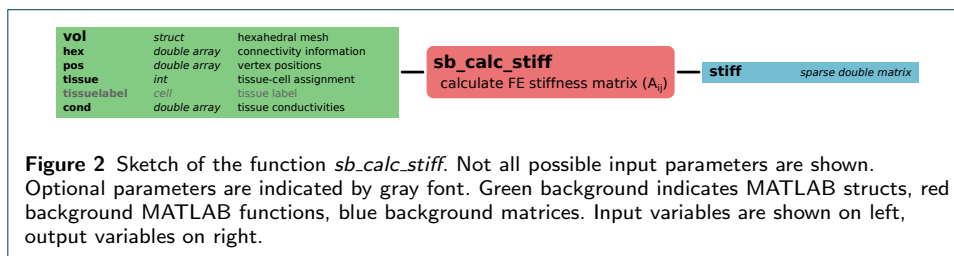 vol struct hexahedral mesh
hex double array connectivity information
pos double array vertex positions
tissue int tissue-cell assignment
tissuelabel cell tissue label
cond double array tissue conductivities
sb_calc_stiff
calculate FE stiffness matrix (Aij)
stiff sparse double matrix
Figure 2 Sketch of the function sb_calc_stiff. Not all possible input parameters are shown.
Optional parameters are indicated by gray font. Green background indicates MATLAB structs, red
background MATLAB functions, blue background matrices. Input variables are shown on left,
output variables on right.